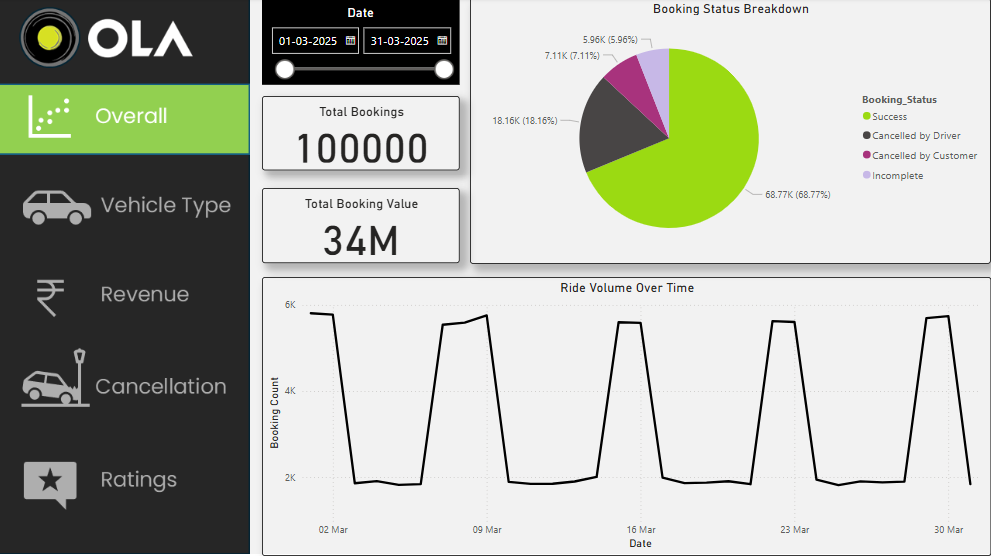 OLA
Overall
Vehicle Type
Revenue
Cancellation
Ratings
Date
01-03-2025 31-03-2025
Total Bookings
100000
Total Booking Value
34M
Booking Status Breakdown
5.96K (5.96%)
7.11K (7.11%)
18.16K (18.16%)
68.77K (68.77%)
Booking_Status
Success
Cancelled by Driver
Cancelled by Customer
Incomplete
Ride Volume Over Time
Booking Count
6K
4K
2K
02 Mar 09 Mar 16 Mar 23 Mar 30 Mar
Date